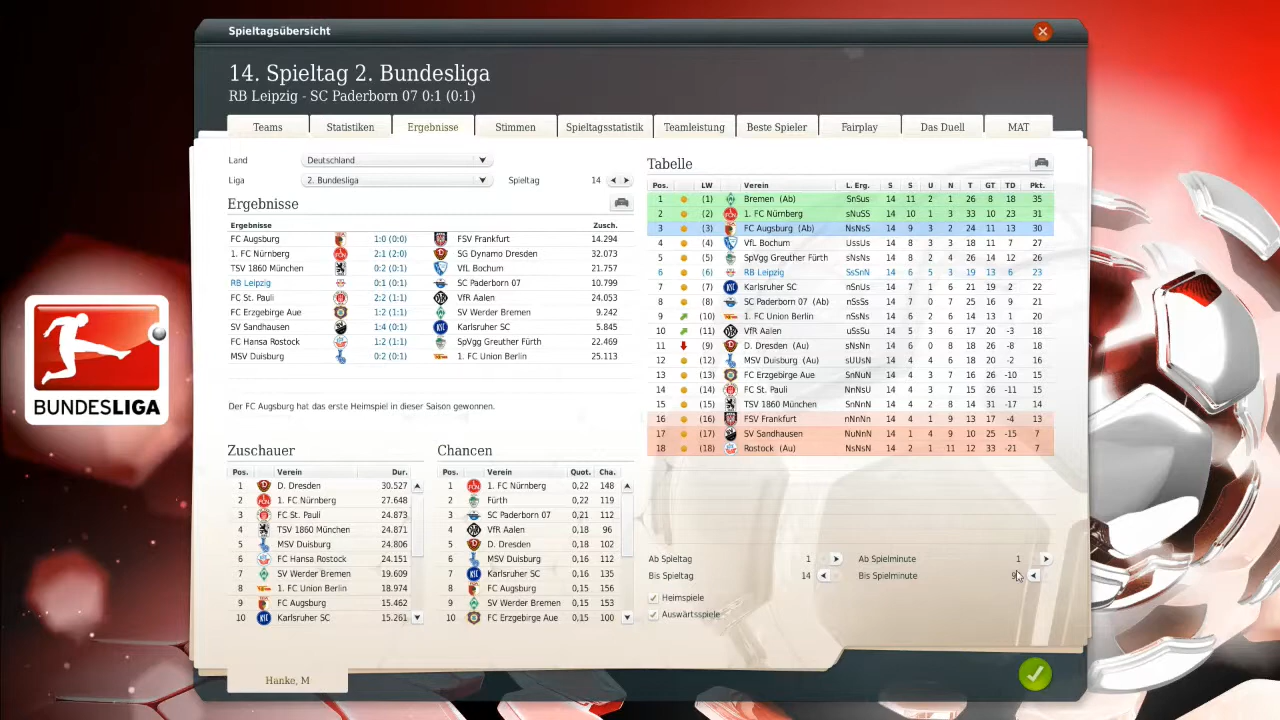 Spieltagsübersicht
14. Spieltag 2. Bundesliga
RB Leipzig - SC Paderborn 07 0:1 (0:1)
Teams Statistiken Ergebnisse Stimmen Spieltagsstatistik Teamleistung Beste Spieler Fairplay Das Duell MAT
Land Deutschland
Liga 2. Bundesliga Spieltag 14
Ergebnisse
Ergebnisse Zusch.
FC Augsburg 1:0 (0:0) FSV Frankfurt 14.294
1. FC Nürnberg 2:1 (2:0) SG Dynamo Dresden 32.073
TSV 1860 München 0:2 (0:1) VfL Bochum 21.757
RB Leipzig 0:1 (0:1) SC Paderborn 07 10.799
FC St. Pauli 2:2 (1:1) VfR Aalen 24.053
FC Erzgebirge Aue 1:2 (1:1) SV Werder Bremen 9.242
SV Sandhausen 1:4 (0:1) Karlsruher SC 5.845
FC Hansa Rostock 1:2 (1:1) SpVgg Greuther Fürth 22.469
MSV Duisburg 0:2 (0:1) 1. FC Union Berlin 25.113
Der FC Augsburg hat das erste Heimspiel in dieser Saison gewonnen.
Zuschauer
Pos. Verein Dur.
1 D. Dresden 30.527
2 1. FC Nürnberg 27.648
3 FC St. Pauli 24.873
4 TSV 1860 München 24.871
5 MSV Duisburg 24.806
6 FC Hansa Rostock 24.151
7 SV Werder Bremen 19.609
8 1. FC Union Berlin 18.974
9 FC Augsburg 15.462
10 Karlsruher SC 15.261
Chancen
Pos. Verein Quot. Cha.
1 1. FC Nürnberg 0,22 148
2 Fürth 0,22 119
3 SC Paderborn 07 0,21 112
4 VfR Aalen 0,18 96
5 D. Dresden 0,18 102
6 MSV Duisburg 0,16 112
7 Karlsruher SC 0,16 135
8 FC Augsburg 0,15 156
9 SV Werder Bremen 0,15 153
10 FC Erzgebirge Aue 0,15 100
Tabelle
Pos. LW Verein L. Erg. S S U N T GT TD Pkt.
1 (1) Bremen (Ab) SnSus 14 11 2 1 26 8 18 35
2 (2) 1. FC Nürnberg sNuSS 14 10 1 3 33 10 23 31
3 (3) FC Augsburg (Ab) NsNsS 14 9 3 2 24 11 13 30
4 (4) VfL Bochum UssUs 14 8 3 3 18 11 7 27
5 (5) SpVgg Greuther Fürth sNsNs 14 8 2 4 26 14 12 26
6 (6) RB Leipzig SsSnN 14 6 5 3 19 13 6 23
7 (7) Karlsruher SC nSnUs 14 7 1 6 21 19 2 22
8 (8) SC Paderborn 07 (Ab) nSsSs 14 7 0 7 25 16 9 21
9 (10) 1. FC Union Berlin nSsNs 14 6 2 6 14 13 1 20
10 (11) VfR Aalen uSsSu 14 5 3 6 17 20 -3 18
11 (9) D. Dresden (Au) sNsNn 14 6 0 8 18 26 -8 18
12 (12) MSV Duisburg (Au) sUUsN 14 4 4 6 18 20 -2 16
13 (13) FC Erzgebirge Aue SnNuN 14 4 3 7 16 26 -10 15
14 (14) FC St. Pauli NnNsU 14 4 3 7 15 26 -11 15
15 (15) TSV 1860 München SnNsN 14 4 2 8 14 31 -17 14
16 (16) FSV Frankfurt nNNNn 14 4 1 9 13 17 -4 13
17 (17) SV Sandhausen NuNnN 14 1 4 9 10 25 -15 7
18 (18) Rostock (Au) NsNsN 14 2 1 11 12 33 -21 7
Ab Spieltag 1 Ab Spielminute 1
Bis Spieltag 14 Bis Spielminute
Heimspiele
Auswärtsspiele
Hanke, M
BUNDESLIGA